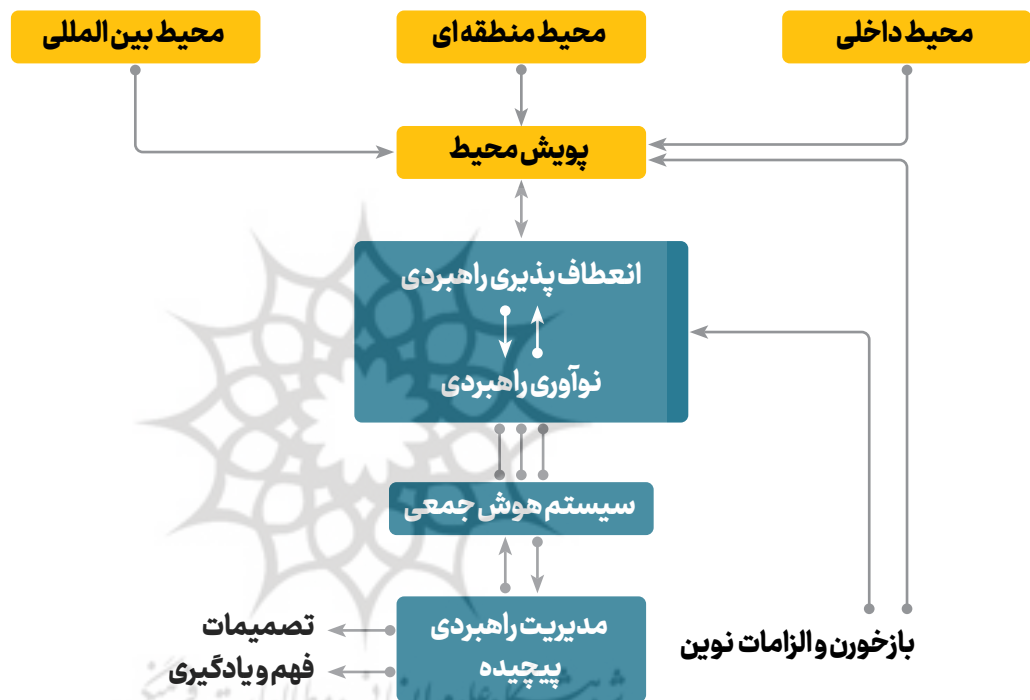 محیط داخلی
محیط منطقه ای
محیط بین المللی
پویش محیط
انعطاف پذیری راهبردی
نوآوری راهبردی
سیستم هوش جمعی
مدیریت راهبردی
پیچیده
بازخورن و الزامات نوین
تصمیمات
فهم و یادگیری